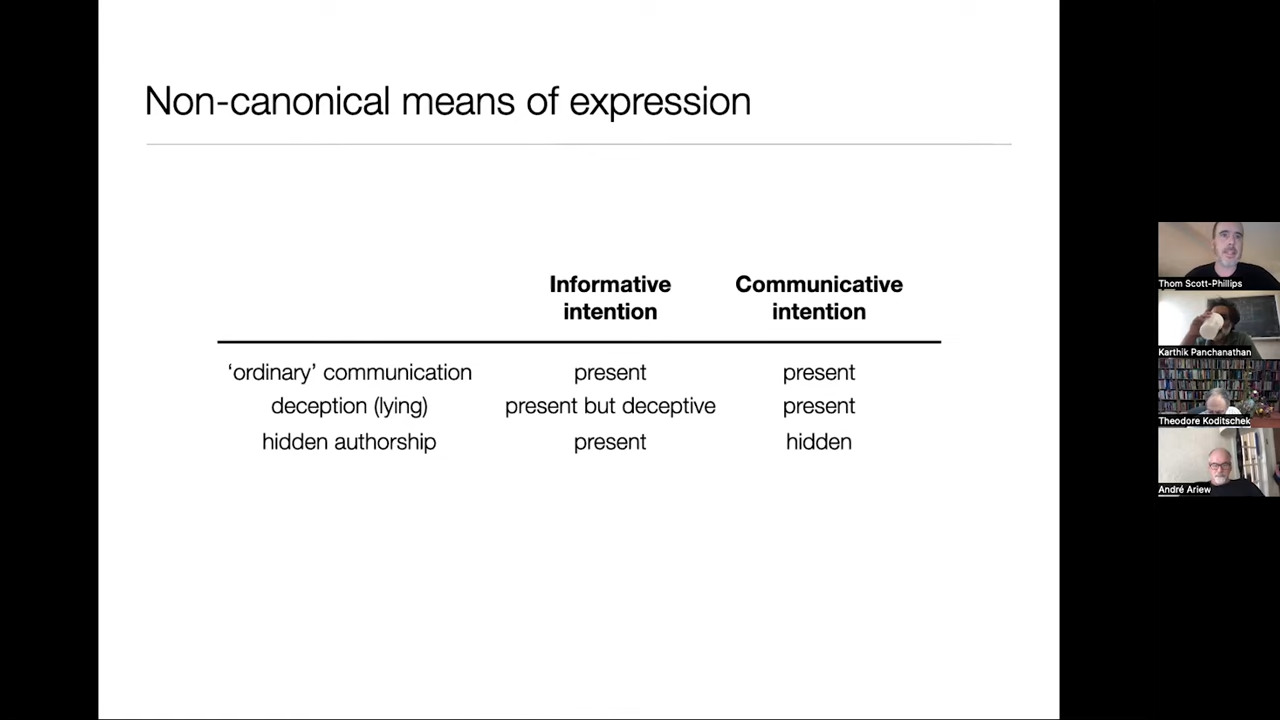 Non-canonical means of expression
Informative intention
Communicative intention
‘ordinary’ communication present present
deception (lying) present but deceptive present
hidden authorship present hidden
Thom Scott-Phillips
Karthik Panchanathan
Theodore Koditschek
André Ariew